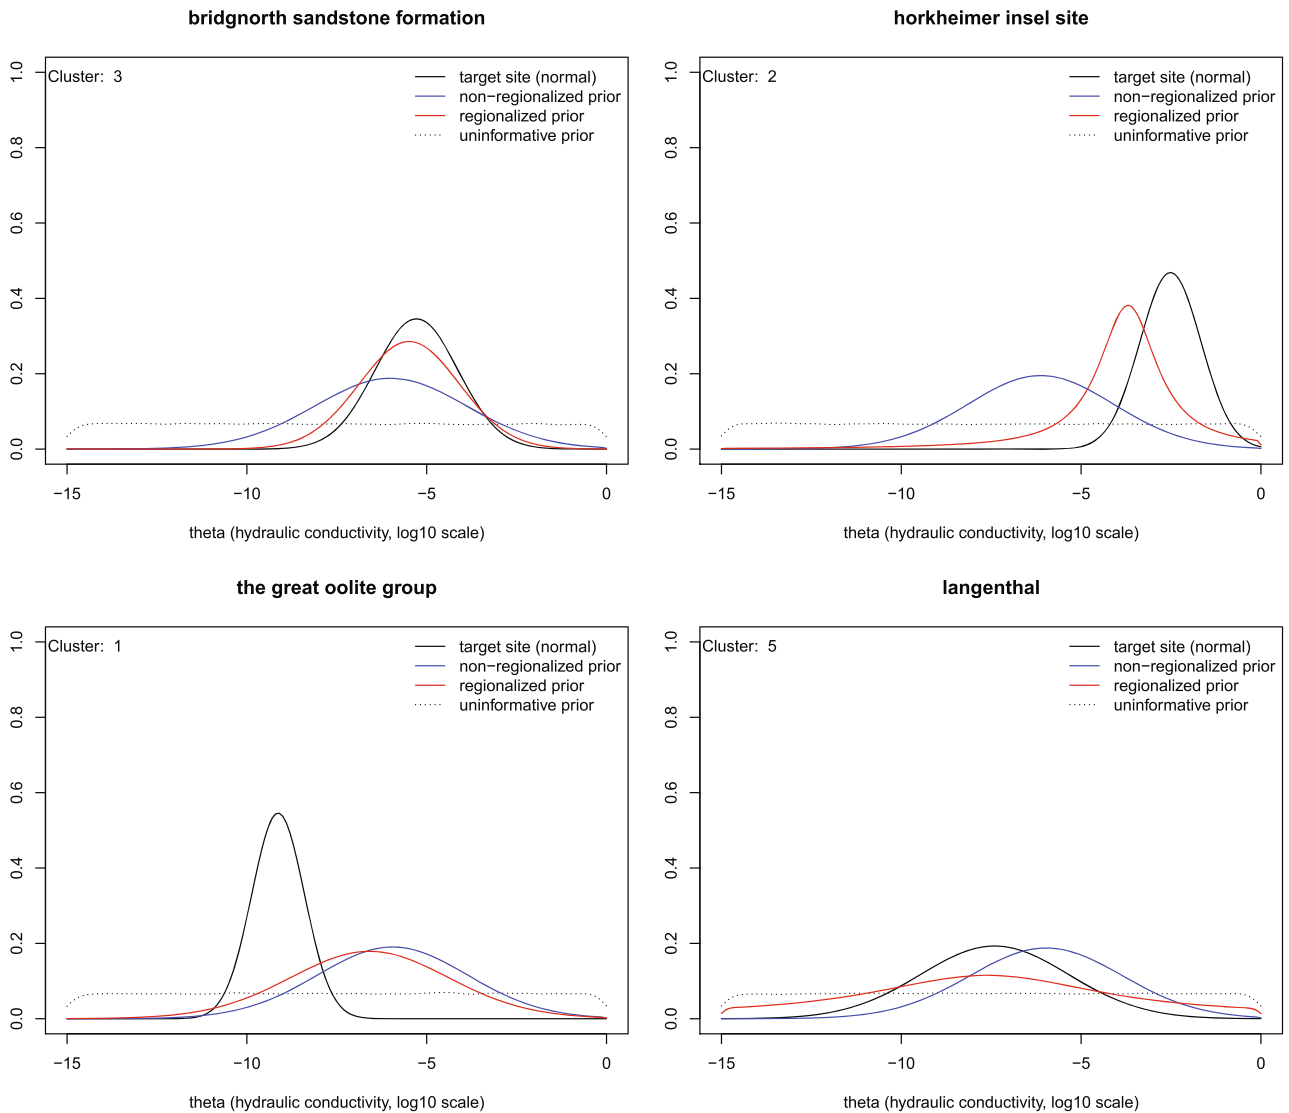 bridgnorth sandstone formation
Cluster: 3
target site (normal)
non−regionalized prior
regionalized prior
uninformative prior
1.0
0.8
0.6
0.4
0.2
0.0
−15
−10
−5
0
theta (hydraulic conductivity, log10 scale)
horkheimer insel site
Cluster: 2
target site (normal)
non−regionalized prior
regionalized prior
uninformative prior
1.0
0.8
0.6
0.4
0.2
0.0
−15
−10
−5
0
theta (hydraulic conductivity, log10 scale)
the great oolite group
Cluster: 1
target site (normal)
non−regionalized prior
regionalized prior
uninformative prior
1.0
0.8
0.6
0.4
0.2
0.0
−15
−10
−5
0
theta (hydraulic conductivity, log10 scale)
langenthal
Cluster: 5
target site (normal)
non−regionalized prior
regionalized prior
uninformative prior
1.0
0.8
0.6
0.4
0.2
0.0
−15
−10
−5
0
theta (hydraulic conductivity, log10 scale)